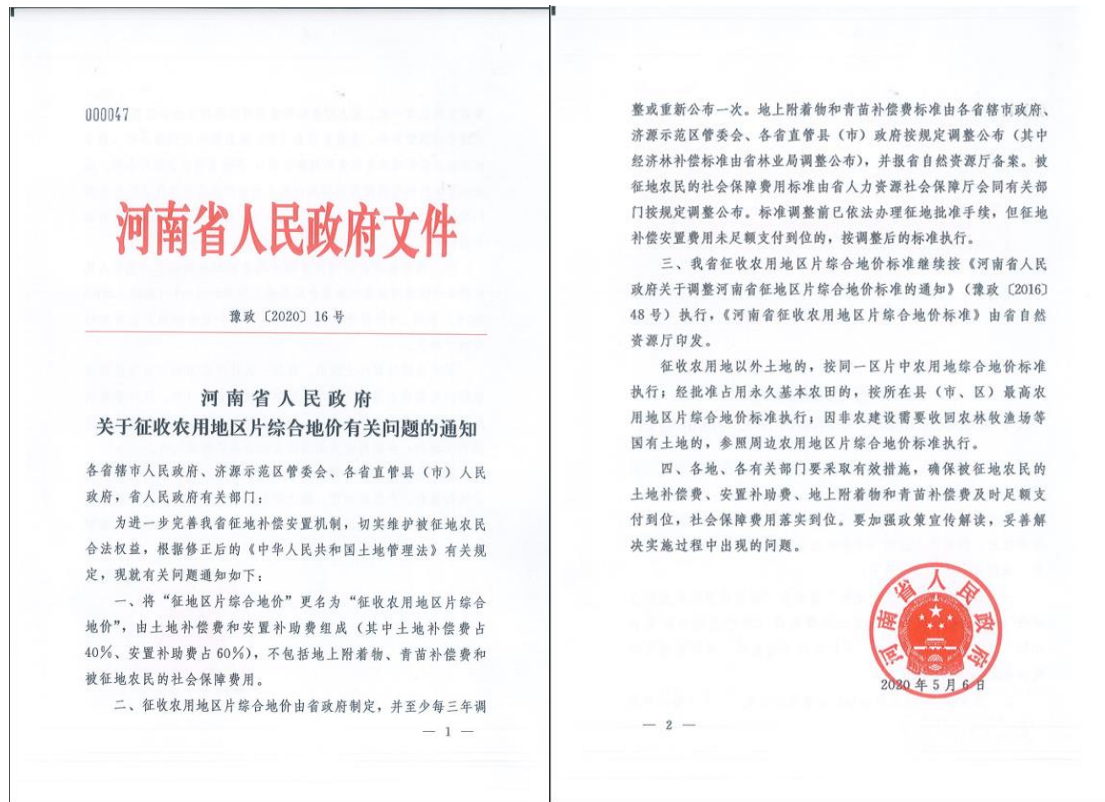 000047
河南省人民政府文件
豫政〔2020〕16号
河南省人民政府
关于征收农用地区片综合地价有关问题的通知
各省辖市人民政府、济源示范区管委会、各省直管县（市）人民
政府，省人民政府有关部门：
为进一步完善我省征地补偿安置机制，切实维护被征地农民
合法权益，根据修正后的《中华人民共和国土地管理法》有关规
定，现就有关问题通知如下：
一、将“征地区片综合地价”更名为“征收农用地区片综合
地价”，由土地补偿费和安置补助费组成（其中土地补偿费占
40%、安置补助费占60%），不包括地上附着物、青苗补偿费和
被征地农民的社会保障费用。
二、征收农用地区片综合地价由省政府制定，并至少每三年调
— 1 —
整或重新公布一次。地上附着物和青苗补偿费标准由各省辖市政府、
济源示范区管委会、各省直管县（市）政府按规定调整公布（其中
经济林补偿标准由省林业局调整公布），并报省自然资源厅备案。被
征地农民的社会保障费用标准由省人力资源社会保障厅会同有关部
门按规定调整公布。标准调整前已依法办理征地批准手续，但征地
补偿安置费用未足额支付到位的，按调整后的标准执行。
三、我省征收农用地区片综合地价标准继续按《河南省人民
政府关于调整河南省征地区片综合地价标准的通知》（豫政〔2016〕
48号）执行，《河南省征收农用地区片综合地价标准》由省自然
资源厅印发。
征收农用地以外土地的，按同一区片中农用地综合地价标准
执行；经批准占用永久基本农田的，按所在县（市、区）最高农
用地区片综合地价标准执行；因非农建设需要收回农林牧渔场等
国有土地的，参照周边农用地区片综合地价标准执行。
四、各地、各有关部门要采取有效措施，确保被征地农民的
土地补偿费、安置补助费、地上附着物和青苗补偿费及时足额支
付到位，社会保障费用落实到位。要加强政策宣传解读，妥善解
决实施过程中出现的问题。
河南省人民政府
2020年5月6日
— 2 —